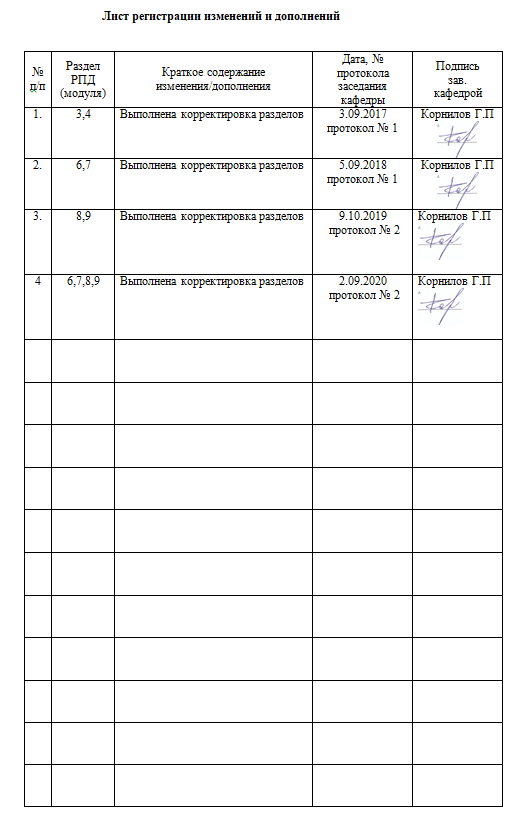 Лист регистрации изменений и дополнений
№ п/п
Раздел РПД (модуля)
Краткое содержание изменения/дополнения
Дата, № протокола заседания кафедры
Подпись зав. кафедрой
1.
3,4
Выполнена корректировка разделов
3.09.2017
протокол № 1
Корнилов Г.П
2.
6,7
Выполнена корректировка разделов
5.09.2018
протокол № 1
Корнилов Г.П
3.
8,9
Выполнена корректировка разделов
9.10.2019
протокол № 2
Корнилов Г.П
4
6,7,8,9
Выполнена корректировка разделов
2.09.2020
протокол № 2
Корнилов Г.П